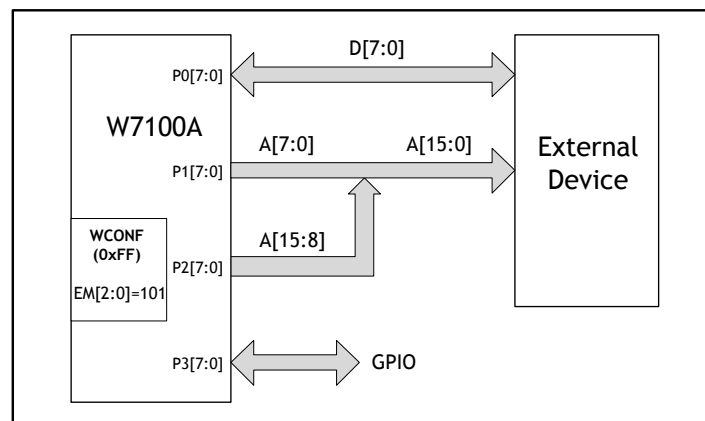 D[7:0]
P0[7:0]
W7100A
A[7:0]
A[15:0]
P1[7:0]
External
Device
WCONF
(0xFF)
EM[2:0]=101
A[15:8]
P2[7:0]
P3[7:0]
GPIO